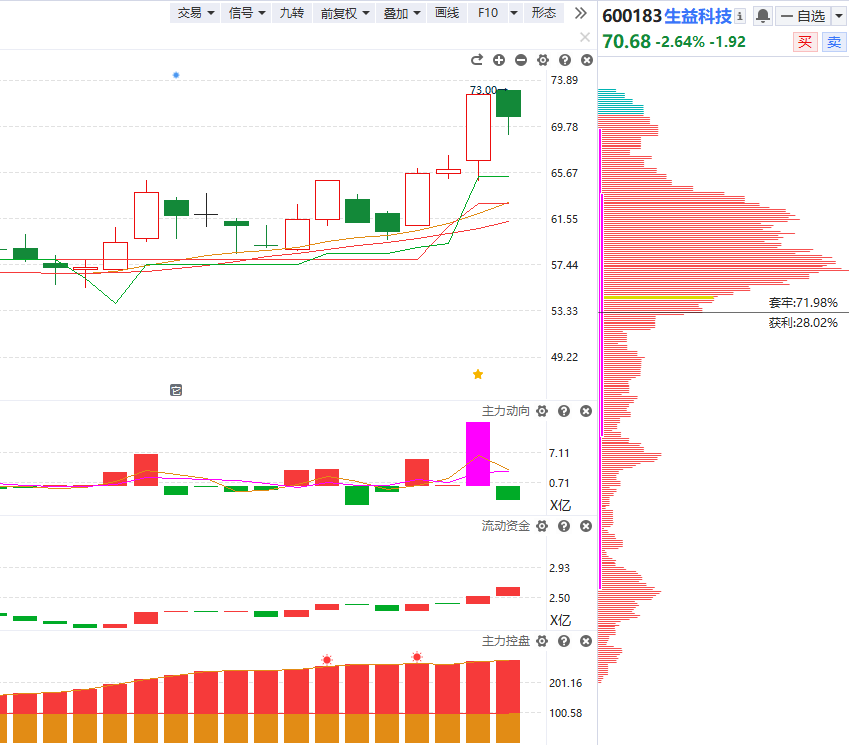 交易 信号 九转 前复权 叠加 画线 F10 形态
600183 生益科技 自选
70.68 -2.64% -1.92 买 卖
73.89
73.00
69.78
65.67
61.55
57.44
套牢:71.98%
53.33
获利:28.02%
49.22
主力动向
7.11
0.71
X亿
流动资金
2.93
2.50
X亿
主力控盘
201.16
100.58